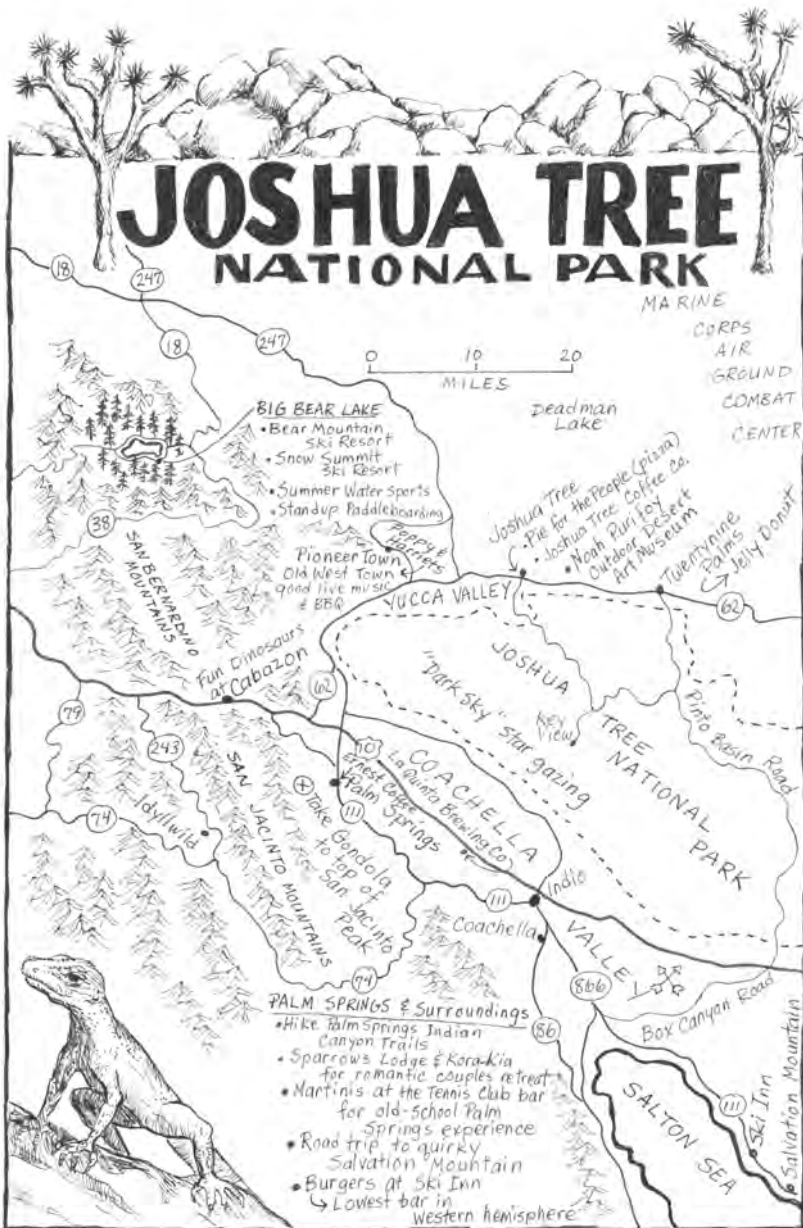 JOSHUA TREE
NATIONAL PARK
MARINE
CORPS
AIR
GROUND
COMBAT
CENTER
18
247
18
247
0 10 20
MILES
Deadman
Lake
BIG BEAR LAKE
• Bear Mountain
Ski Resort
• Snow Summit
Ski Resort
• Summer Water Sports
• Standup Paddleboarding
38
SAN BERNARDINO
MOUNTAINS
Poppy &
Harriets
Pioneer Town
Old West Town
good live music
& BBQ
YUCCA VALLEY
Joshua Tree
• Pie for the People (pizza)
• Joshua Tree Coffee Co.
• Noah Puri Foy
Outdoor Desert
Art Museum
Twentynine
Palms
Jelly Donut
62
Fun Dinosaurs
at Cabazon
62
JOSHUA
TREE
NATIONAL
PARK
"Dark Sky" Star gazing
Key
View
Pinto Basin Road
79
243
74
Idyllwild
SAN JACINTO MOUNTAINS
Take Gondola
to top of
San Jacinto
Peak
10
Ernest Coffee
Palm Springs
La Quinta Brewing Co
COACHELLA
VALLEY
111
111
Indio
Coachella
74
86
866
Box Canyon Road
PALM SPRINGS & Surroundings
• Hike Palm Springs Indian
Canyon Trails
• Sparrows Lodge & Kora-Kia
for romantic couples retreat
• Martinis at the Tennis Club bar
for old-school Palm
Springs experience
• Road trip to quirky
Salvation Mountain
• Burgers at Ski Inn
Lowest bar in
Western hemisphere
SALTON SEA
111
Ski Inn
Salvation Mountain